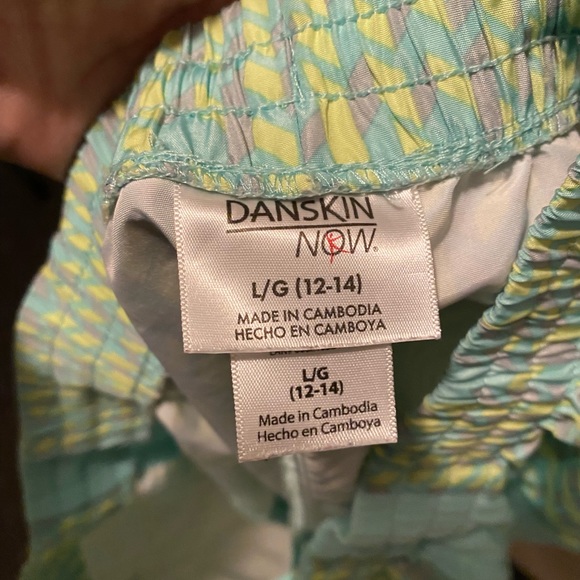 DANSKIN
NOW®
L/G (12-14)
MADE IN CAMBODIA
HECHO EN CAMBOYA
L/G
(12-14)
Made in Cambodia
Hecho en Camboya